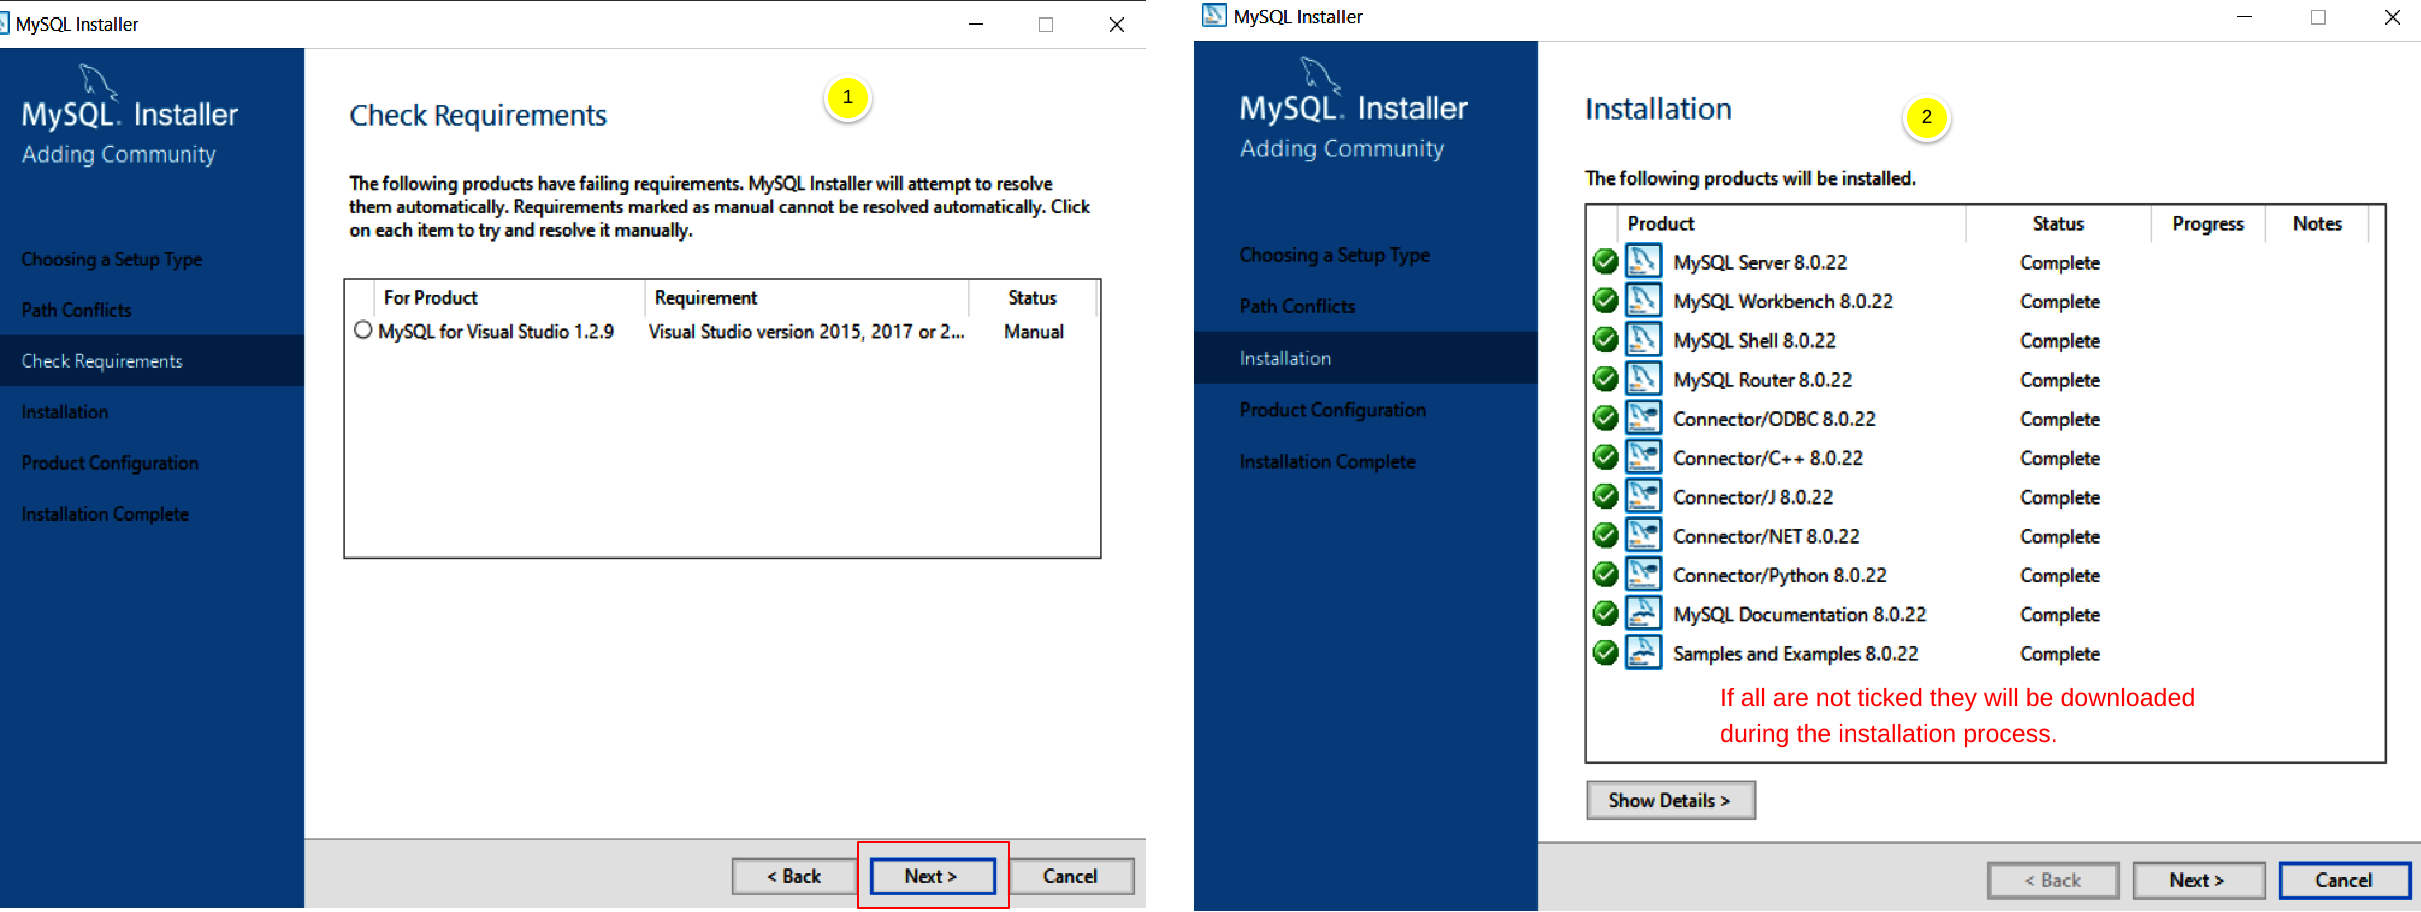 MySQL Installer
MySQL. Installer
Adding Community
Choosing a Setup Type
Path Conflicts
Check Requirements
Installation
Product Configuration
Installation Complete
Check Requirements
1
The following products have failing requirements. MySQL Installer will attempt to resolve
them automatically. Requirements marked as manual cannot be resolved automatically. Click
on each item to try and resolve it manually.
For Product Requirement Status
MySQL for Visual Studio 1.2.9 Visual Studio version 2015, 2017 or 2... Manual
< Back Next > Cancel
MySQL Installer
MySQL. Installer
Adding Community
Choosing a Setup Type
Path Conflicts
Installation
Product Configuration
Installation Complete
Installation
2
The following products will be installed.
Product Status Progress Notes
MySQL Server 8.0.22 Complete
MySQL Workbench 8.0.22 Complete
MySQL Shell 8.0.22 Complete
MySQL Router 8.0.22 Complete
Connector/ODBC 8.0.22 Complete
Connector/C++ 8.0.22 Complete
Connector/J 8.0.22 Complete
Connector/NET 8.0.22 Complete
Connector/Python 8.0.22 Complete
MySQL Documentation 8.0.22 Complete
Samples and Examples 8.0.22 Complete
If all are not ticked they will be downloaded
during the installation process.
Show Details >
< Back Next > Cancel